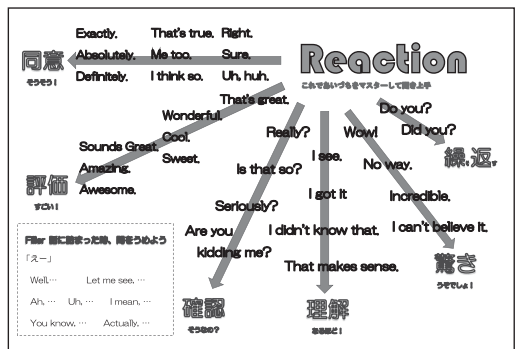 Reaction
これであいづちをマスターして聞き上手
同意
そうそう!
Exactly. That's true. Right.
Absolutely. Me too. Sure.
Definitely. I think so. Uh, huh.
評価
すごい!
That's great.
Wonderful.
Cool.
Sounds Great.
Sweet.
Amazing.
Awesome.
確認
そうなの?
Really?
Is that so?
Seriously?
Are you
kidding me?
理解
なるほど!
I see.
I got it
I didn't know that.
That makes sense.
驚き
うそでしょ!
Wow!
No way.
Incredible.
I can't believe it.
繰り返す
Do you?
Did you?
Filler 話に詰まった時、間をうめよう
「えー」
Well,… Let me see. …
Ah, … Uh, … I mean. …
You know. … Actually. …